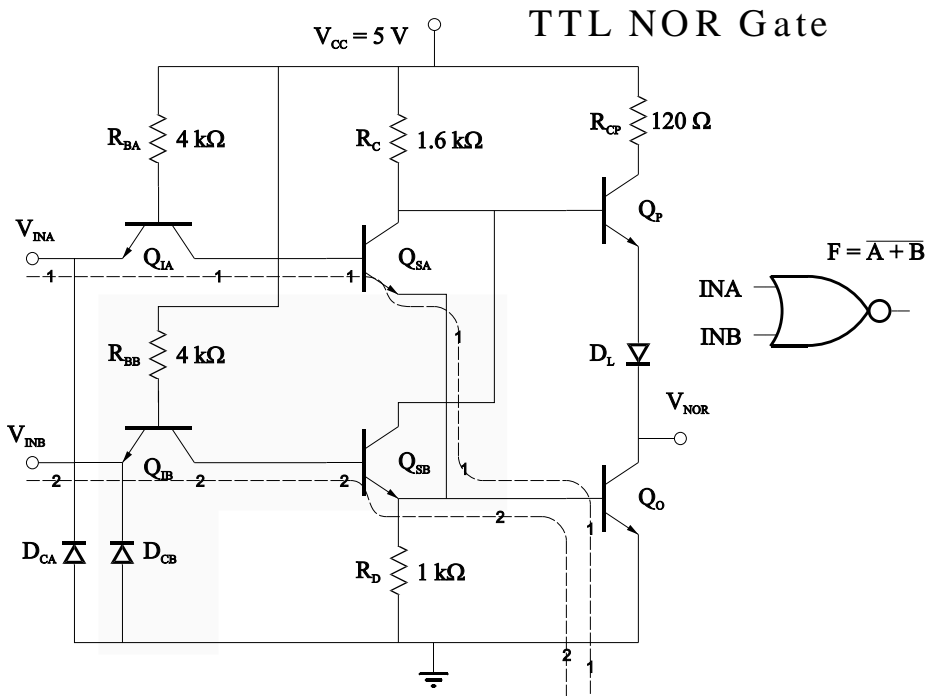 TTL NOR Gate
V_CC = 5 V
R_BA 4 kΩ
R_C 1.6 kΩ
R_CP 120 Ω
V_INA
Q_IA
Q_SA
Q_P
F = \overline{A + B}
1 1 1
INA
1
INB
R_BB 4 kΩ
D_L
V_NOR
V_INB
Q_IB
Q_SB
1
2 2 2
Q_O
2
1
D_CA
D_CB
R_D 1 kΩ
2
1